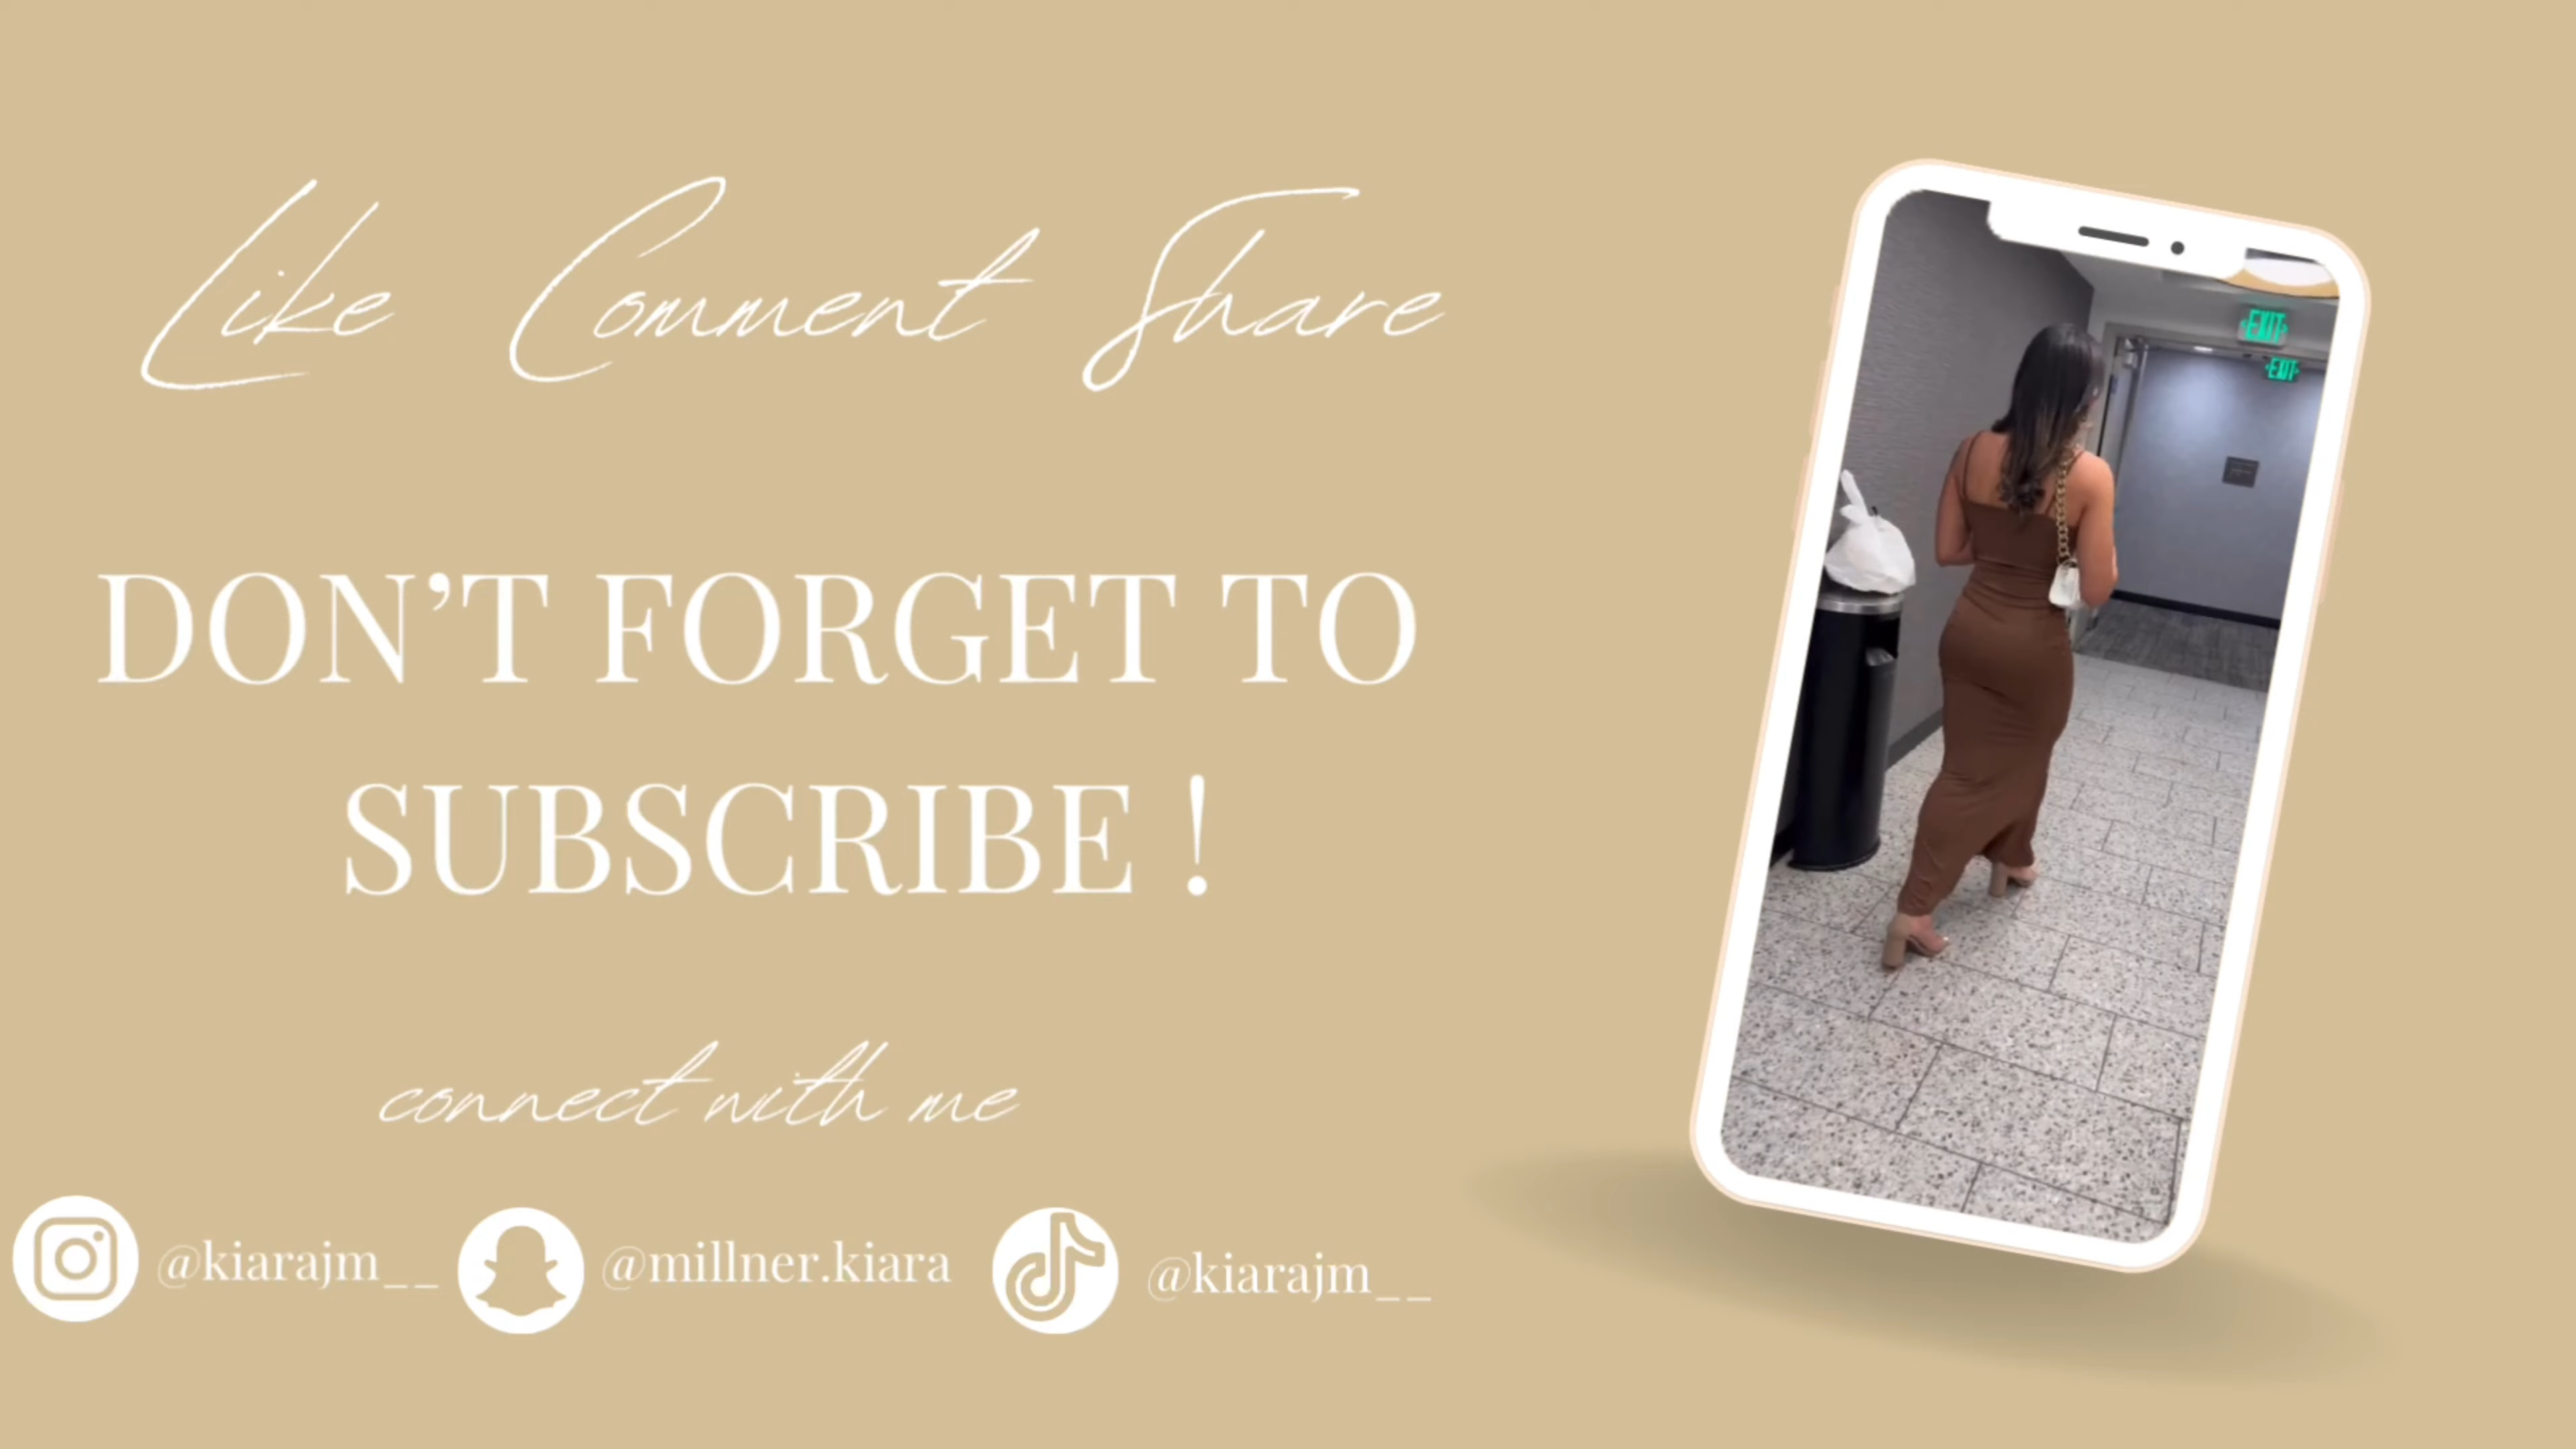 Like Comment Share
DON'T FORGET TO
SUBSCRIBE !
connect with me
@kiarajm__ @millner.kiara @kiarajm__
EXIT
EXIT